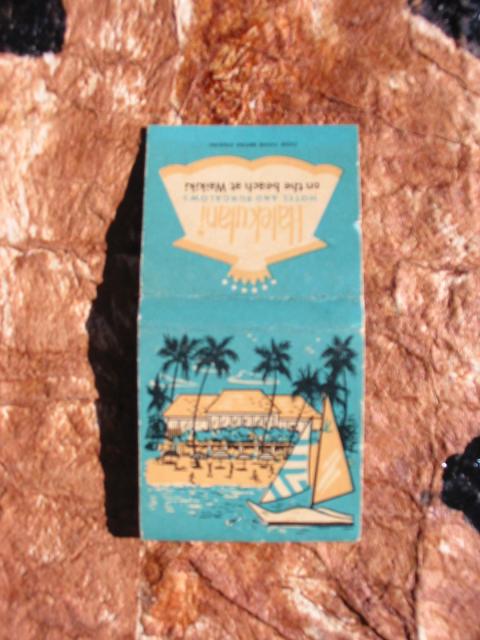 Halekulani
HOTEL AND BUNGALOWS
on the beach at Waikiki